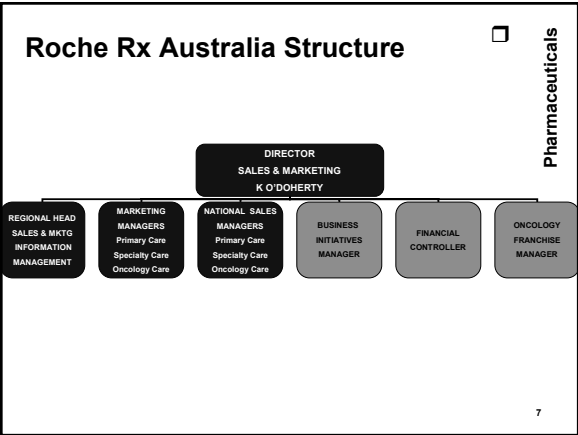 Roche Rx Australia Structure
Pharmaceuticals
DIRECTOR
SALES & MARKETING
K O’DOHERTY
REGIONAL HEAD
SALES & MKTG
INFORMATION
MANAGEMENT
MARKETING
MANAGERS
Primary Care
Specialty Care
Oncology Care
NATIONAL SALES
MANAGERS
Primary Care
Specialty Care
Oncology Care
BUSINESS
INITIATIVES
MANAGER
FINANCIAL
CONTROLLER
ONCOLOGY
FRANCHISE
MANAGER
7